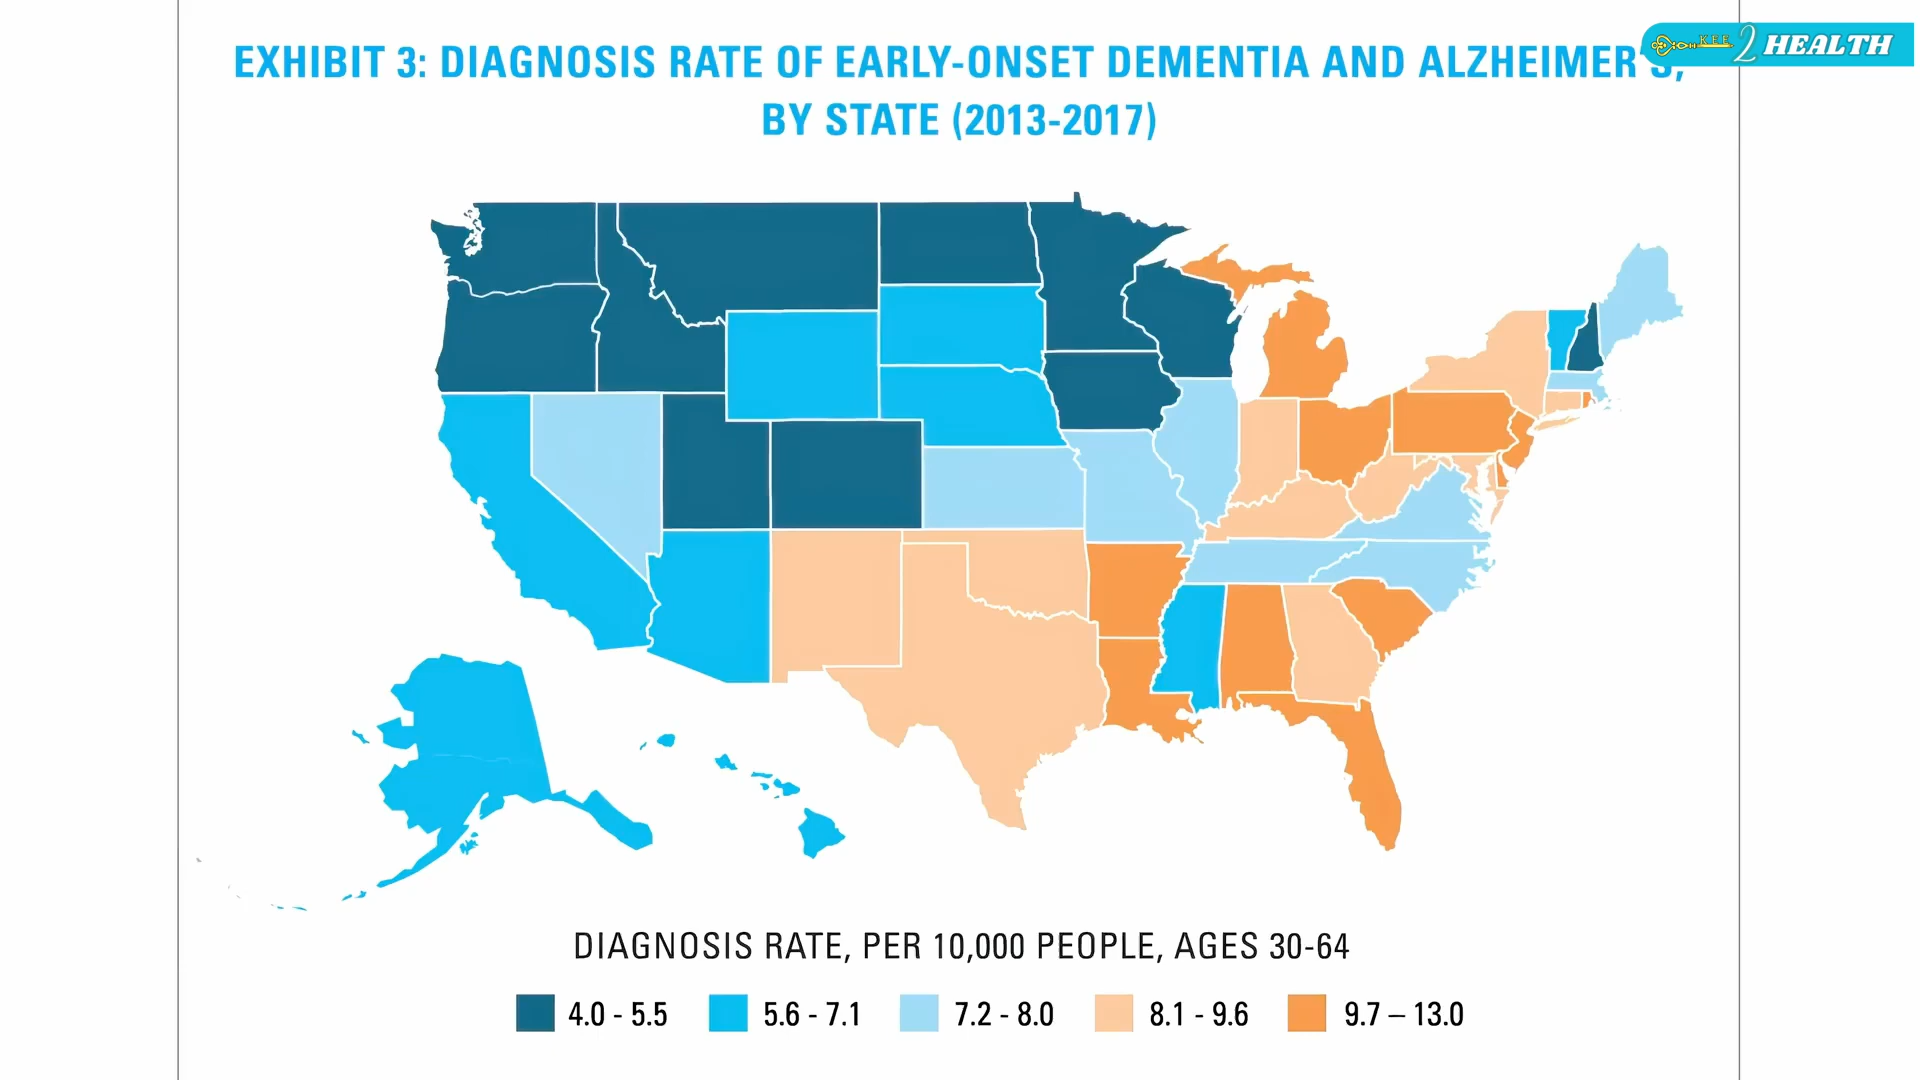 EXHIBIT 3: DIAGNOSIS RATE OF EARLY-ONSET DEMENTIA AND ALZHEIMER'S,
BY STATE (2013-2017)
KEE 2 HEALTH
DIAGNOSIS RATE, PER 10,000 PEOPLE, AGES 30-64
4.0 - 5.5
5.6 - 7.1
7.2 - 8.0
8.1 - 9.6
9.7 – 13.0